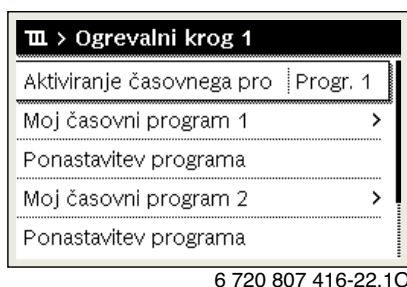 > Ogrevalni krog 1
Aktiviranje časovnega pro Progr. 1
Moj časovni program 1 >
Ponastavitev programa
Moj časovni program 2 >
Ponastavitev programa
6 720 807 416-22.1O